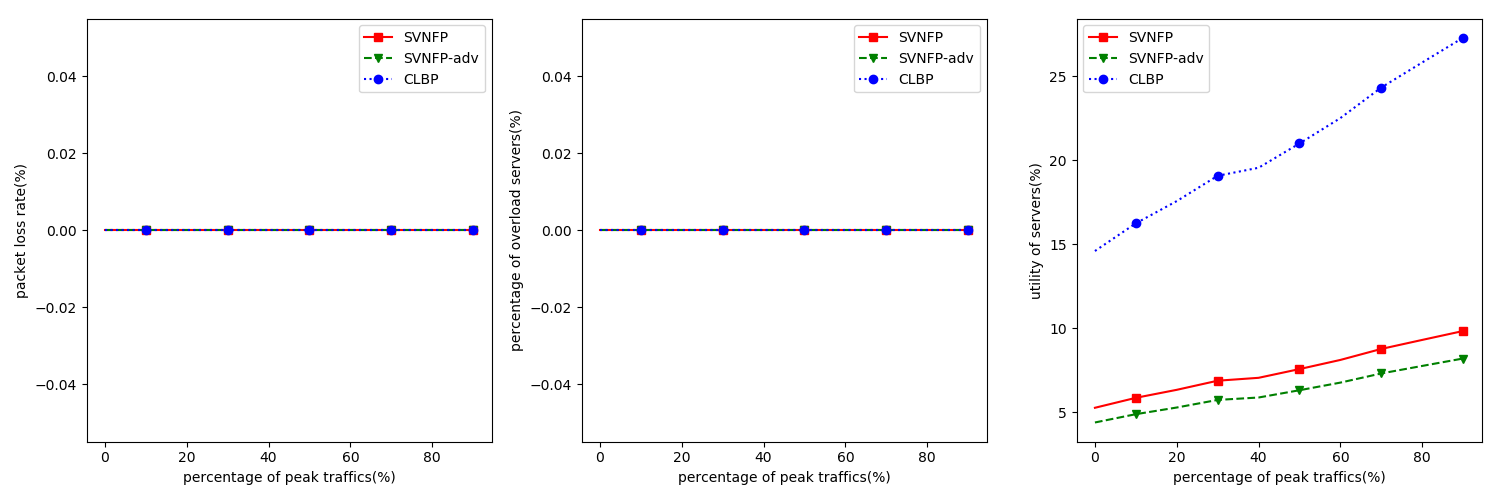 packet loss rate(%)
0.04
0.02
0.00
−0.02
−0.04
0 20 40 60 80
percentage of peak traffics(%)
SVNFP
SVNFP-adv
CLBP
percentage of overload servers(%)
0.04
0.02
0.00
−0.02
−0.04
0 20 40 60 80
percentage of peak traffics(%)
SVNFP
SVNFP-adv
CLBP
utility of servers(%)
25
20
15
10
5
0 20 40 60 80
percentage of peak traffics(%)
SVNFP
SVNFP-adv
CLBP